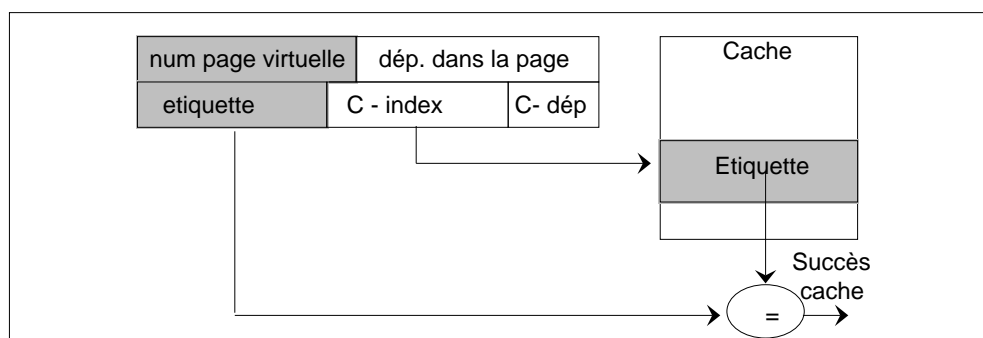 num page virtuelle dép. dans la page
Cache
etiquette C - index C- dép
Etiquette
Succès
cache
=